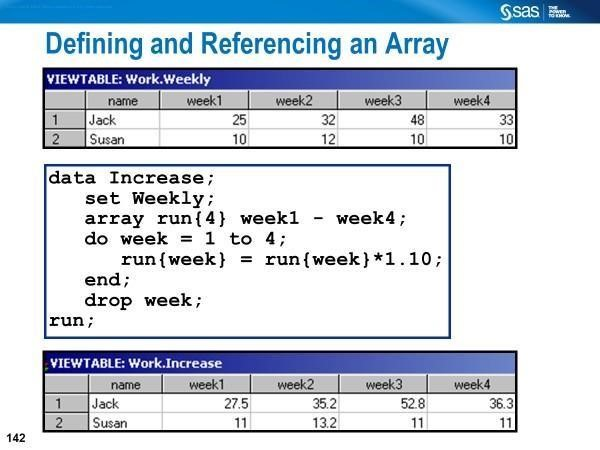 sas THE POWER TO KNOW.
Defining and Referencing an Array
VIEWTABLE: Work.Weekly
name week1 week2 week3 week4
1 Jack 25 32 48 33
2 Susan 10 12 10 10
data Increase;
set Weekly;
array run{4} week1 - week4;
do week = 1 to 4;
run{week} = run{week}*1.10;
end;
drop week;
run;
VIEWTABLE: Work.Increase
name week1 week2 week3 week4
1 Jack 27.5 35.2 52.8 36.3
2 Susan 11 13.2 11 11
142